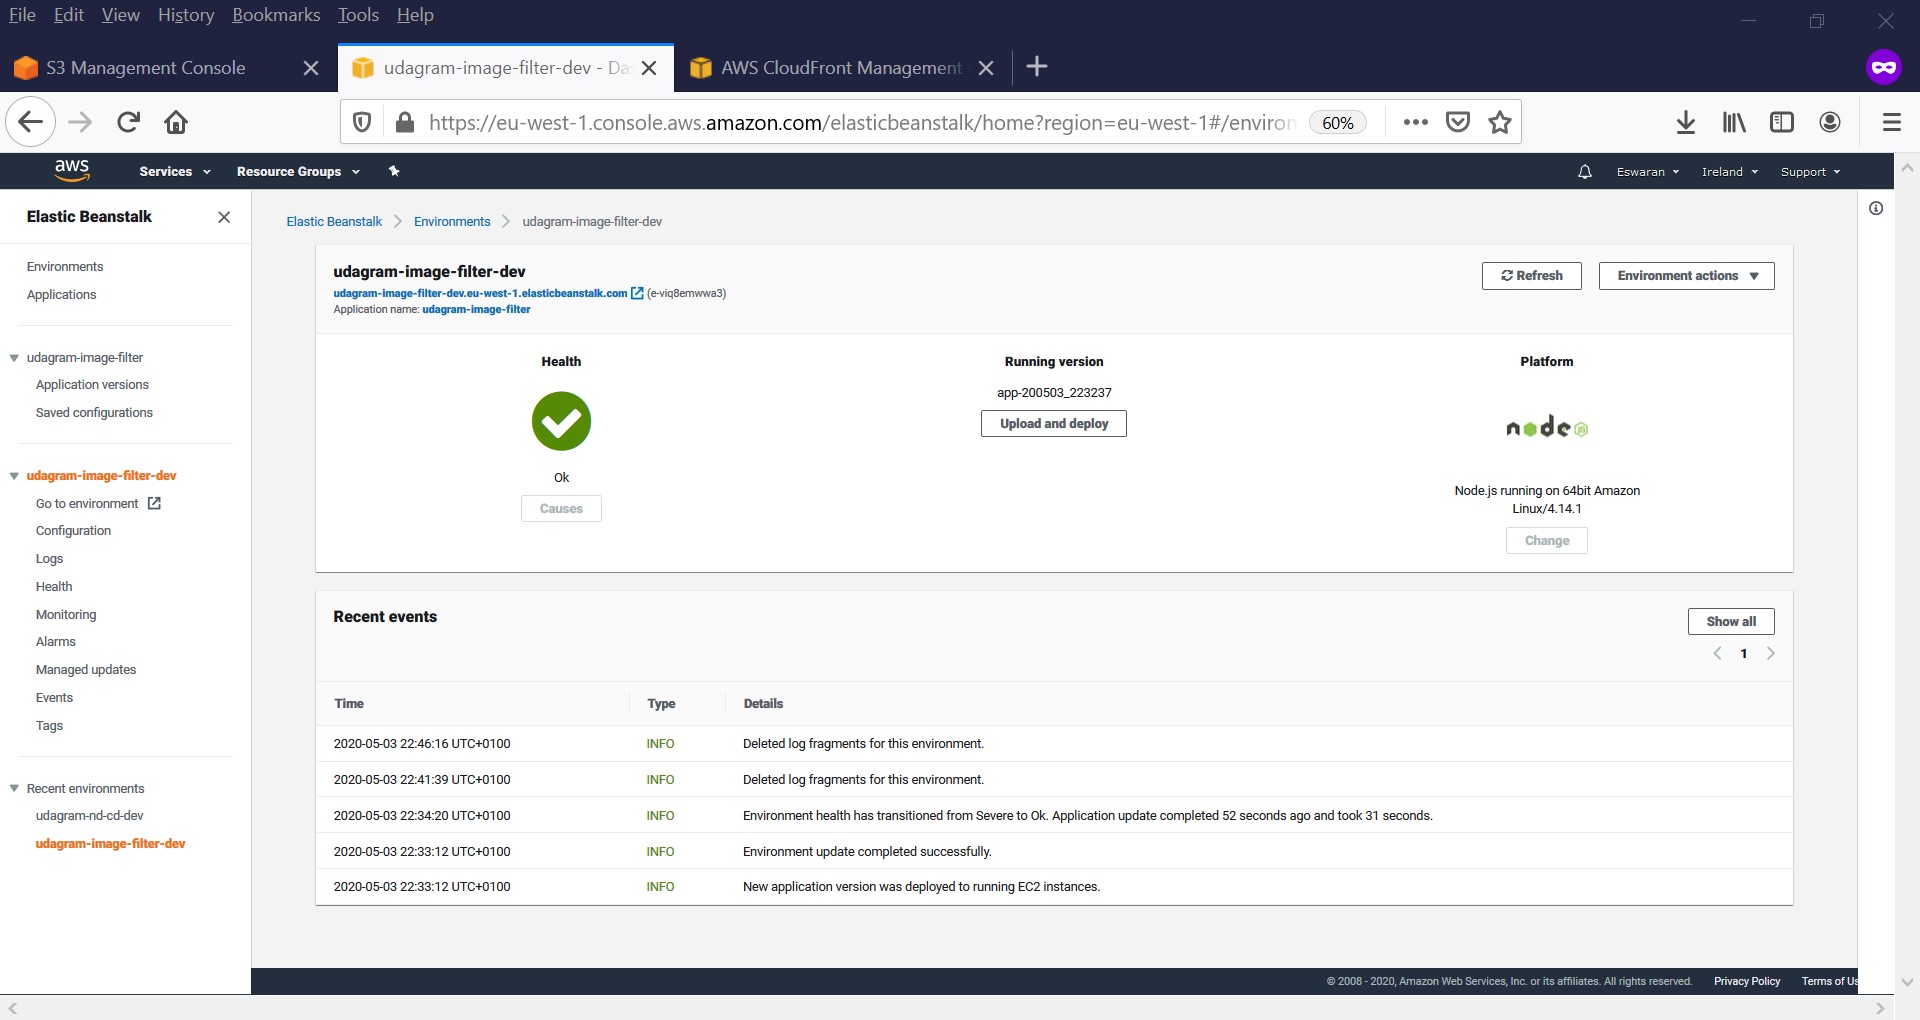 File Edit View History Bookmarks Tools Help
S3 Management Console
udagram-image-filter-dev - Da
AWS CloudFront Management
https://eu-west-1.console.aws.amazon.com/elasticbeanstalk/home?region=eu-west-1#/environ 60%
aws Services Resource Groups Eswaran Ireland Support
Elastic Beanstalk
Environments
Applications
udagram-image-filter
Application versions
Saved configurations
udagram-image-filter-dev
Go to environment
Configuration
Logs
Health
Monitoring
Alarms
Managed updates
Events
Tags
Recent environments
udagram-nd-cd-dev
udagram-image-filter-dev
Elastic Beanstalk > Environments > udagram-image-filter-dev
udagram-image-filter-dev
udagram-image-filter-dev.eu-west-1.elasticbeanstalk.com (e-viq8emwwa3)
Application name: udagram-image-filter
Refresh
Environment actions
Health
Ok
Causes
Running version
app-200503_223237
Upload and deploy
Platform
node JS
Node.js running on 64bit Amazon
Linux/4.14.1
Change
Recent events
Show all
< 1 >
Time Type Details
2020-05-03 22:46:16 UTC+0100 INFO Deleted log fragments for this environment.
2020-05-03 22:41:39 UTC+0100 INFO Deleted log fragments for this environment.
2020-05-03 22:34:20 UTC+0100 INFO Environment health has transitioned from Severe to Ok. Application update completed 52 seconds ago and took 31 seconds.
2020-05-03 22:33:12 UTC+0100 INFO Environment update completed successfully.
2020-05-03 22:33:12 UTC+0100 INFO New application version was deployed to running EC2 instances.
© 2008 - 2020, Amazon Web Services, Inc. or its affiliates. All rights reserved. Privacy Policy Terms of Us